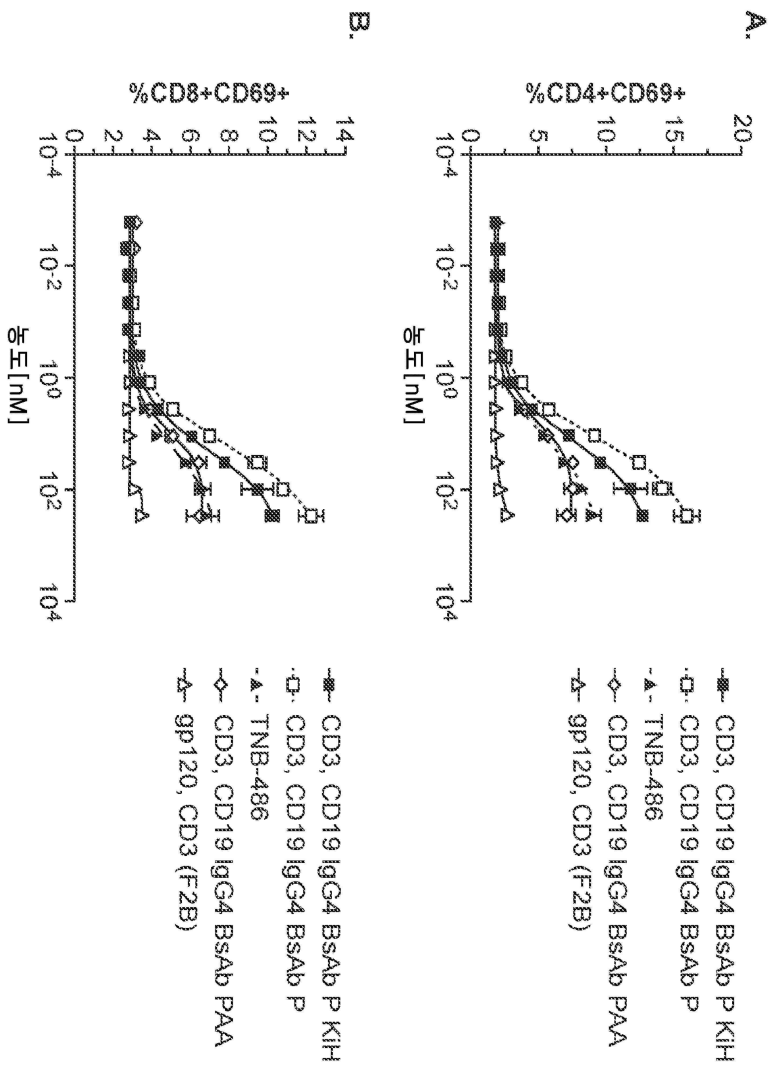 A.
%CD4+CD69+
20
15
10
5
0
10-4
10-2
100
102
104
농도[nM]
CD3, CD19 IgG4 BsAb P KiH
CD3, CD19 IgG4 BsAb P
TNB-486
CD3, CD19 IgG4 BsAb PAA
gp120, CD3 (F2B)
B.
%CD8+CD69+
14
12
10
8
6
4
2
0
10-4
10-2
100
102
104
농도[nM]
CD3, CD19 IgG4 BsAb P KiH
CD3, CD19 IgG4 BsAb P
TNB-486
CD3, CD19 IgG4 BsAb PAA
gp120, CD3 (F2B)